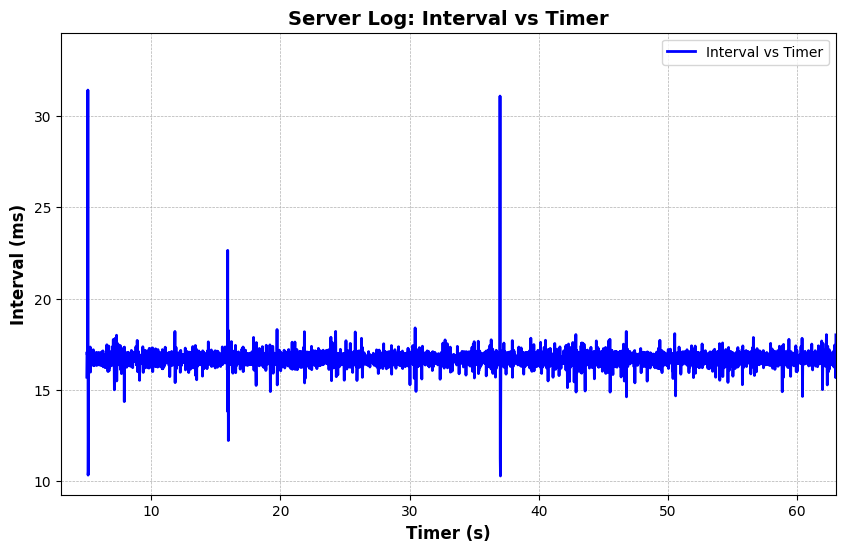 Server Log: Interval vs Timer
Interval vs Timer
30
25
20
15
10
Interval (ms)
10 20 30 40 50 60
Timer (s)